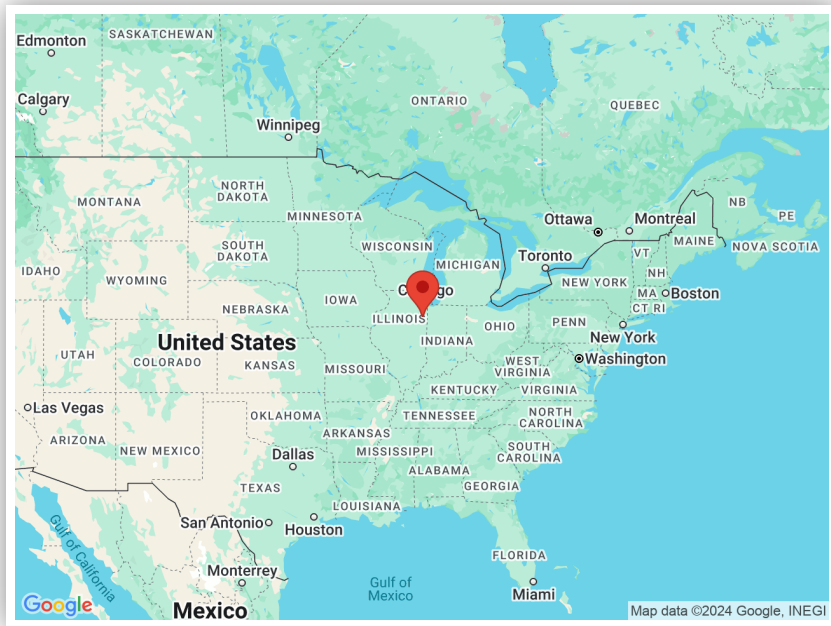 Edmonton
SASKATCHEWAN
Calgary
ONTARIO
QUEBEC
Winnipeg
MONTANA
NORTH
DAKOTA
MINNESOTA
Ottawa
Montreal
NB
PE
NOVA SCOTIA
MAINE
SOUTH
DAKOTA
WISCONSIN
MICHIGAN
Toronto
VT
NH
IDAHO
WYOMING
NEW YORK
MA
Boston
CT RI
IOWA
NEBRASKA
ILLINOIS
INDIANA
OHIO
PENN
New York
United States
UTAH
COLORADO
KANSAS
MISSOURI
WEST
VIRGINIA
Washington
KENTUCKY
VIRGINIA
Las Vegas
OKLAHOMA
TENNESSEE
NORTH
CAROLINA
ARIZONA
NEW MEXICO
ARKANSAS
MISSISSIPPI
SOUTH
CAROLINA
Dallas
ALABAMA
TEXAS
GEORGIA
LOUISIANA
San Antonio
Houston
Gulf of California
FLORIDA
Monterrey
Gulf of
Mexico
Miami
Google
Mexico
Map data ©2024 Google, INEGI